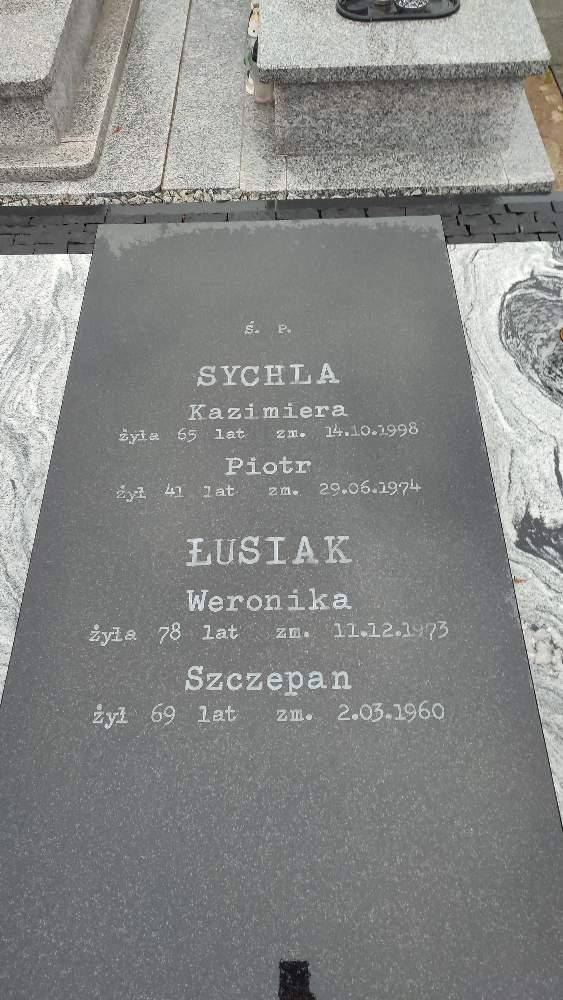 Ś. P.
SYCHLA
Kazimiera
żyła 65 lat zm. 14.10.1998
Piotr
żył 41 lat zm. 29.06.1974
ŁUSIAK
Weronika
żyła 78 lat zm. 11.12.1973
Szczepan
żył 69 lat zm. 2.03.1960